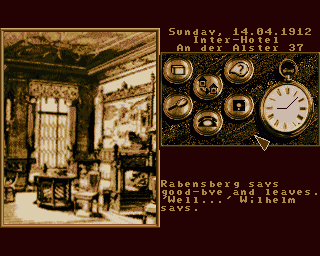 Sunday, 14.04.1912
Inter-Hotel
An der Alster 37
Rabensberg says
good-bye and leaves.
'Well...' Wilhelm
says.